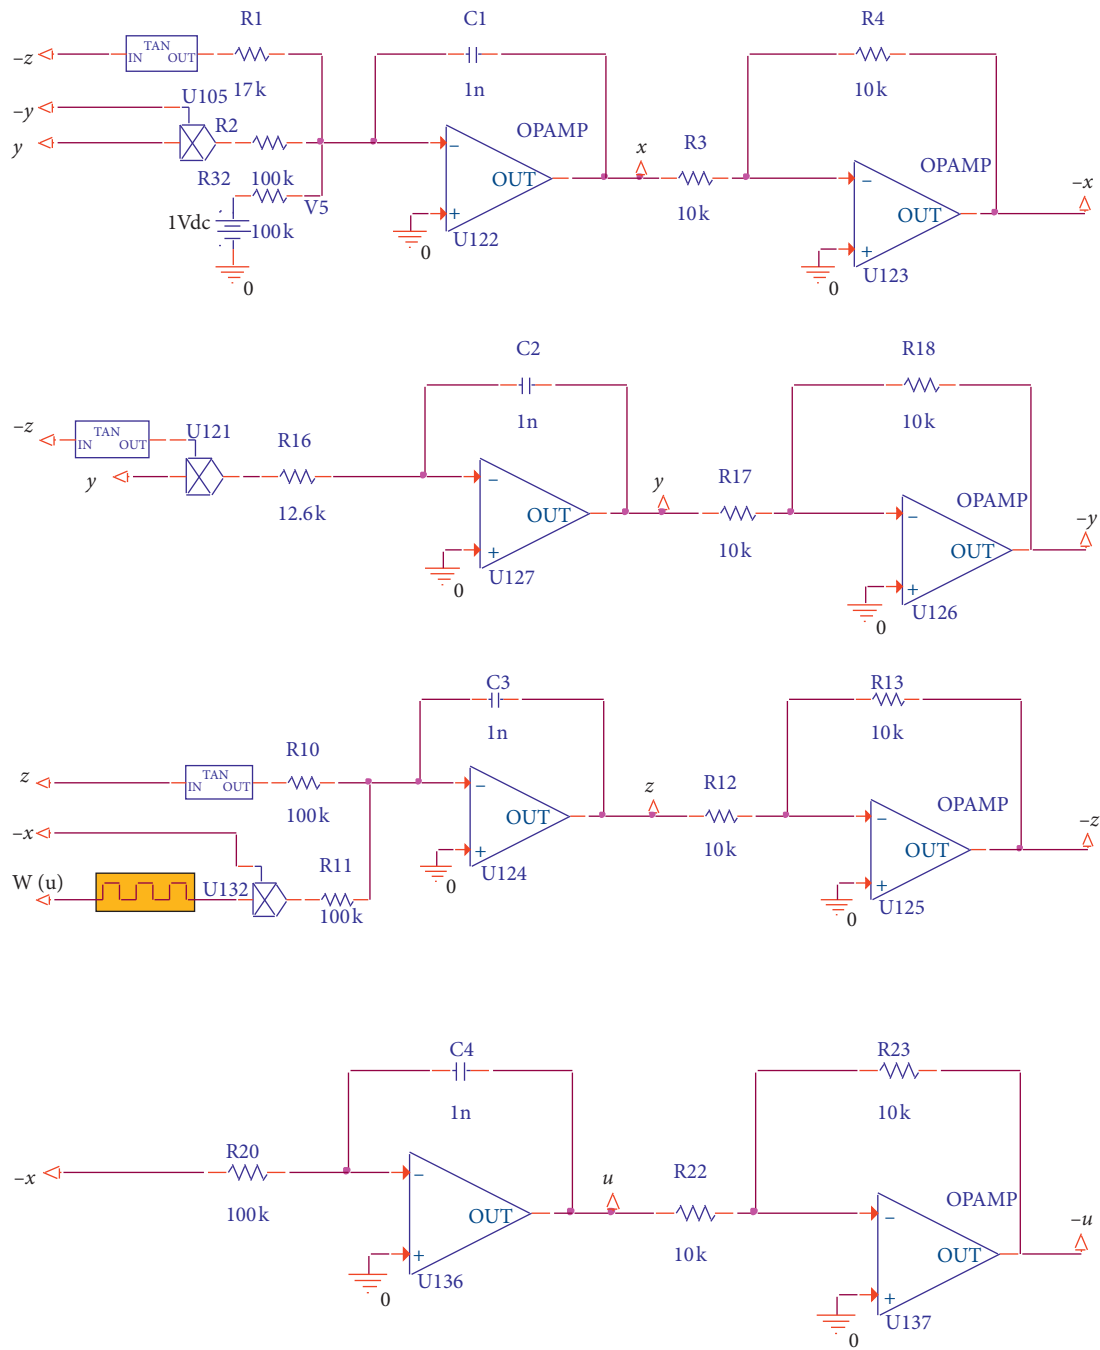 R1
C1
R4
–z
TAN
IN
OUT
17k
1n
10k
–y
U105
y
R2
OPAMP
x
R3
OPAMP
R32
100k
V5
OUT
–x
1Vdc
100k
10k
OUT
U122
0
U123
0
0
–
+
–
+
C2
R18
–z
TAN
IN
OUT
U121
R16
1n
10k
y
12.6k
y
R17
OPAMP
OUT
10k
OUT
–y
U127
0
U126
0
–
+
–
+
C3
R13
1n
10k
z
TAN
IN
OUT
R10
100k
z
R12
OPAMP
–x
OUT
10k
OUT
–z
W (u)
U132
R11
100k
U124
0
U125
0
–
+
–
+
C4
R23
1n
10k
–x
R20
100k
u
R22
OPAMP
OUT
10k
OUT
–u
U136
0
U137
0
–
+
–
+